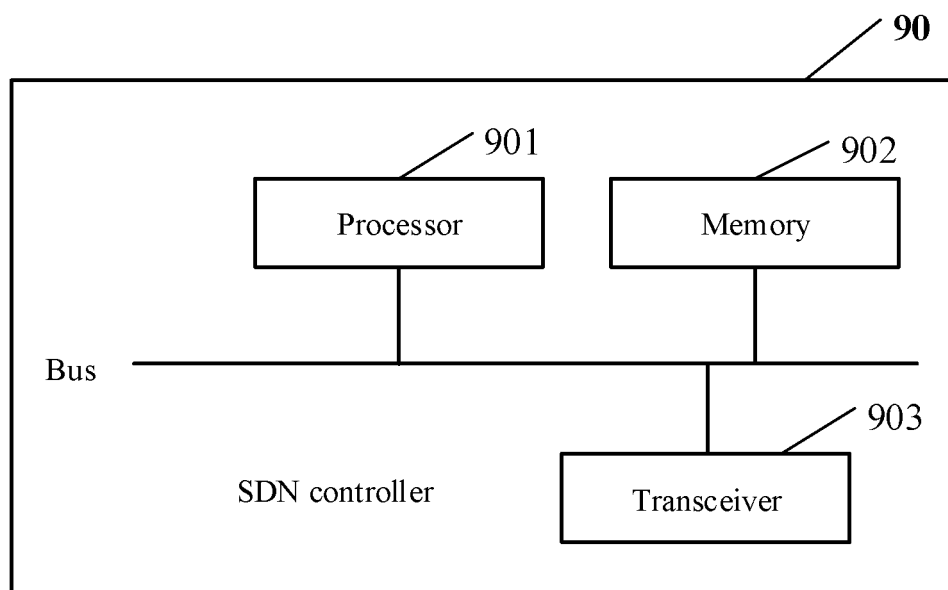 90
901
902
Processor
Memory
Bus
903
SDN controller
Transceiver